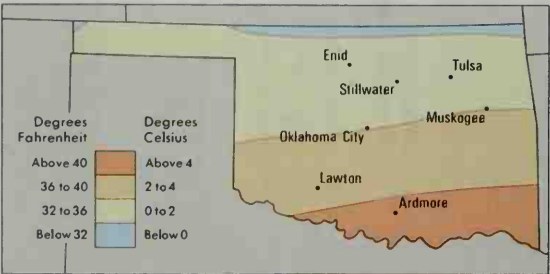 Enid
Tulsa
Stillwater
Muskogee
Oklahoma City
Lawton
Ardmore
Degrees Fahrenheit
Degrees Celsius
Above 40
Above 4
36 to 40
2 to 4
32 to 36
0 to 2
Below 32
Below 0